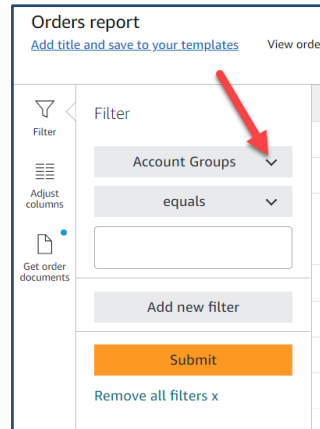 Orders report
Add title and save to your templates View orde
Filter
Filter
Account Groups
equals
Adjust
columns
Get order
documents
Add new filter
Submit
Remove all filters x